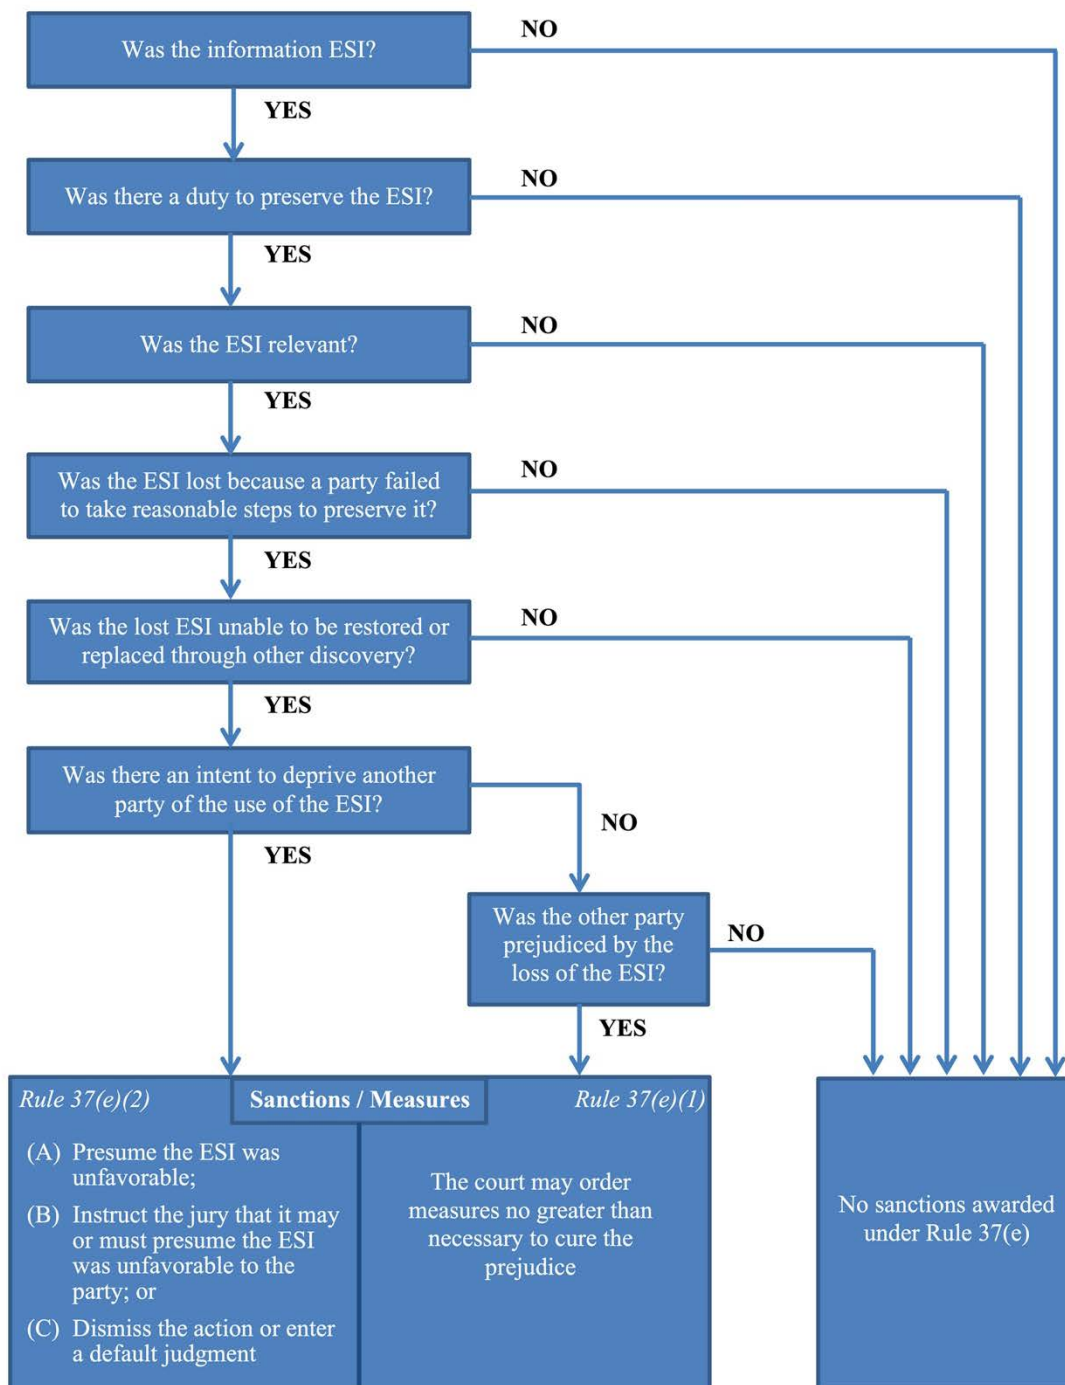 Was the information ESI?
NO
YES
Was there a duty to preserve the ESI?
NO
YES
Was the ESI relevant?
NO
YES
Was the ESI lost because a party failed
to take reasonable steps to preserve it?
NO
YES
Was the lost ESI unable to be restored or
replaced through other discovery?
NO
YES
Was there an intent to deprive another
party of the use of the ESI?
NO
YES
Was the other party
prejudiced by the
loss of the ESI?
NO
YES
Rule 37(e)(2)
Sanctions / Measures
Rule 37(e)(1)
(A) Presume the ESI was
unfavorable;
(B) Instruct the jury that it may
or must presume the ESI
was unfavorable to the
party; or
(C) Dismiss the action or enter
a default judgment
The court may order
measures no greater than
necessary to cure the
prejudice
No sanctions awarded
under Rule 37(e)